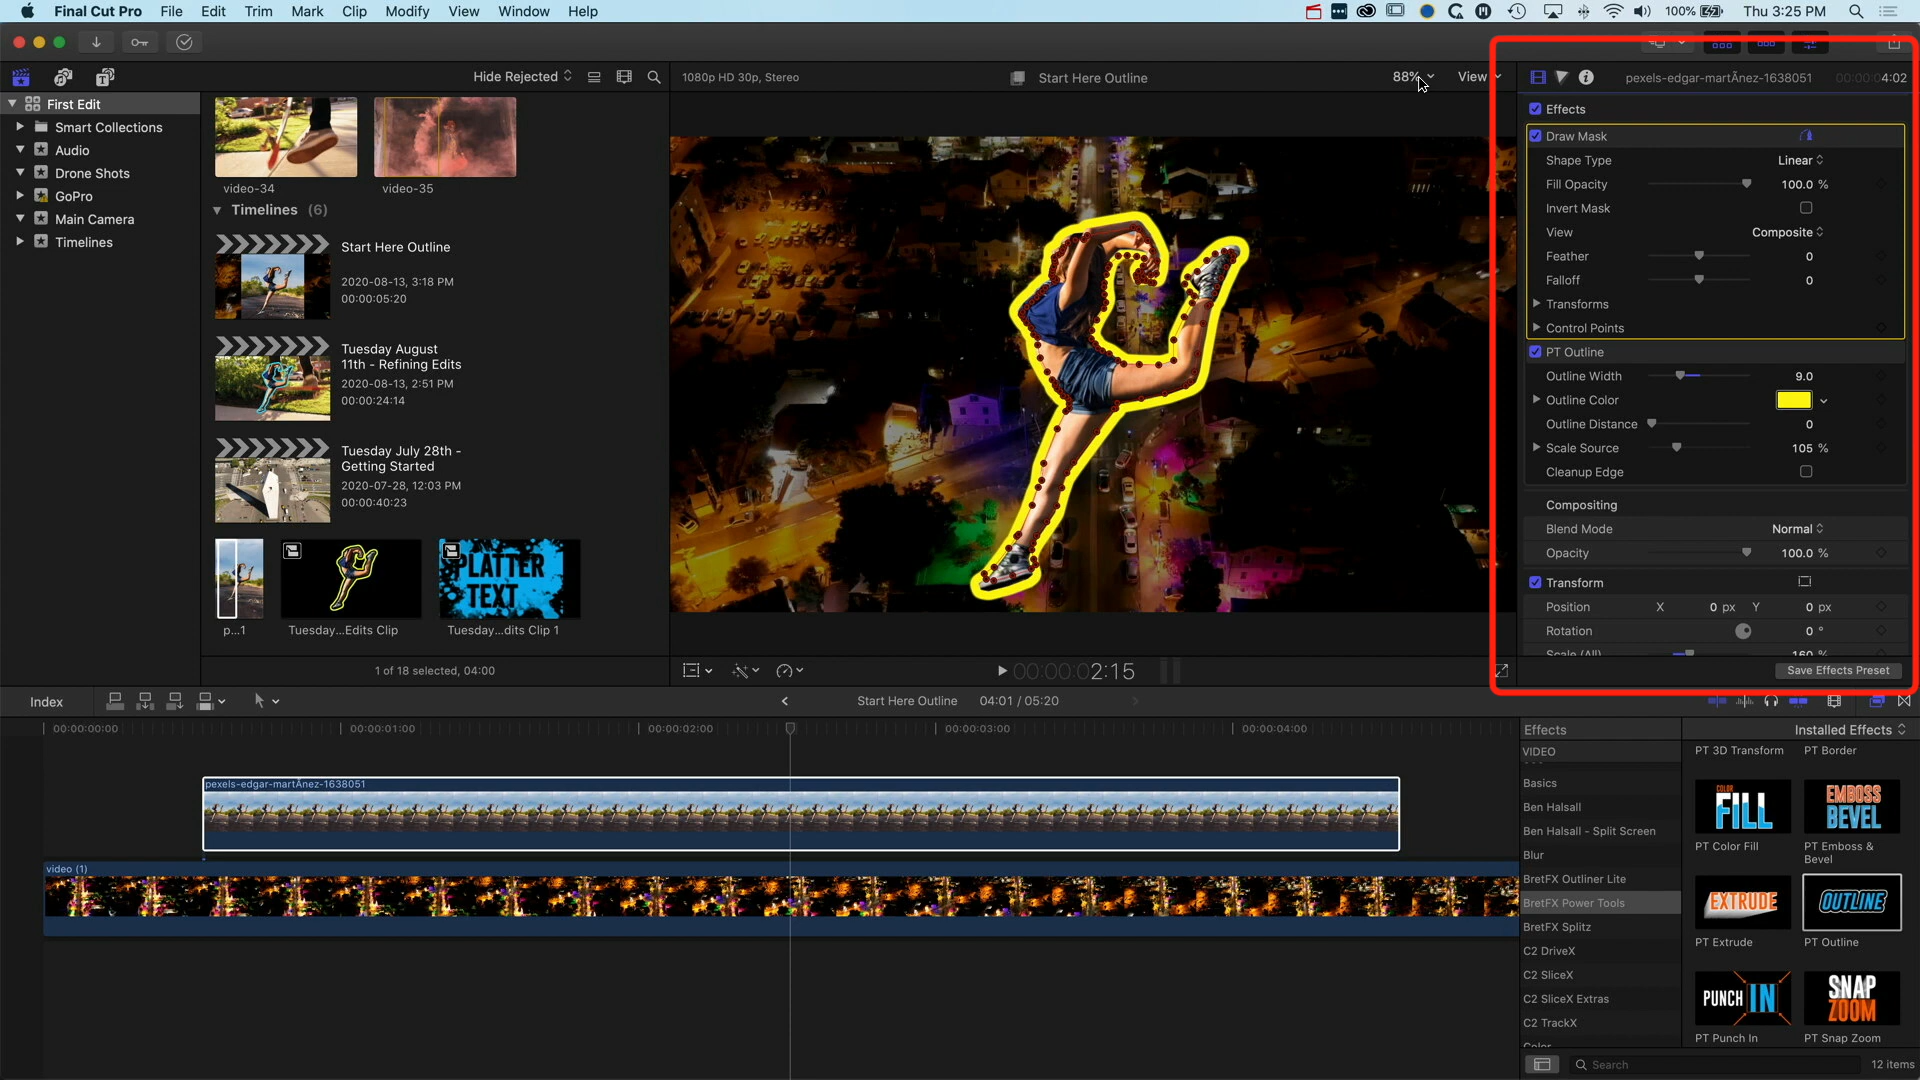 Final Cut Pro File Edit Trim Mark Clip Modify View Window Help
100% Thu 3:25 PM
Hide Rejected
1080p HD 30p, Stereo
Start Here Outline
88%
View
pexels-edgar-martÃnez-1638051
4:02
First Edit
Smart Collections
Audio
Drone Shots
GoPro
Main Camera
Timelines
video-34
video-35
Timelines (6)
Start Here Outline
2020-08-13, 3:18 PM
00:00:05:20
Tuesday August
11th - Refining Edits
2020-08-13, 2:51 PM
00:00:24:14
Tuesday July 28th -
Getting Started
2020-07-28, 12:03 PM
00:00:40:23
PLATTER
TEXT
p...1
Tuesday...Edits Clip
Tuesday...dits Clip 1
1 of 18 selected, 04:00
00:00:02:15
Effects
Draw Mask
Shape Type Linear
Fill Opacity 100.0 %
Invert Mask
View Composite
Feather 0
Falloff 0
Transforms
Control Points
PT Outline
Outline Width 9.0
Outline Color
Outline Distance 0
Scale Source 105 %
Cleanup Edge
Compositing
Blend Mode Normal
Opacity 100.0 %
Transform
Position X 0 px Y 0 px
Rotation 0 °
Scale (All) 160 %
Save Effects Preset
Index
Start Here Outline
04:01 / 05:20
00:00:00:00
00:00:01:00
00:00:02:00
00:00:03:00
00:00:04:00
pexels-edgar-martÃnez-1638051
video (1)
Effects
Installed Effects
VIDEO
Basics
Ben Halsall
Ben Halsall - Split Screen
Blur
BretFX Outliner Lite
BretFX Power Tools
BretFX Splitz
C2 DriveX
C2 SliceX
C2 SliceX Extras
C2 TrackX
Color
PT 3D Transform
PT Border
COLOR
FILL
EMBOSS
BEVEL
PT Color Fill
PT Emboss &
Bevel
EXTRUDE
OUTLINE
PT Extrude
PT Outline
PUNCH IN
SNAP
ZOOM
PT Punch In
PT Snap Zoom
Search
12 items